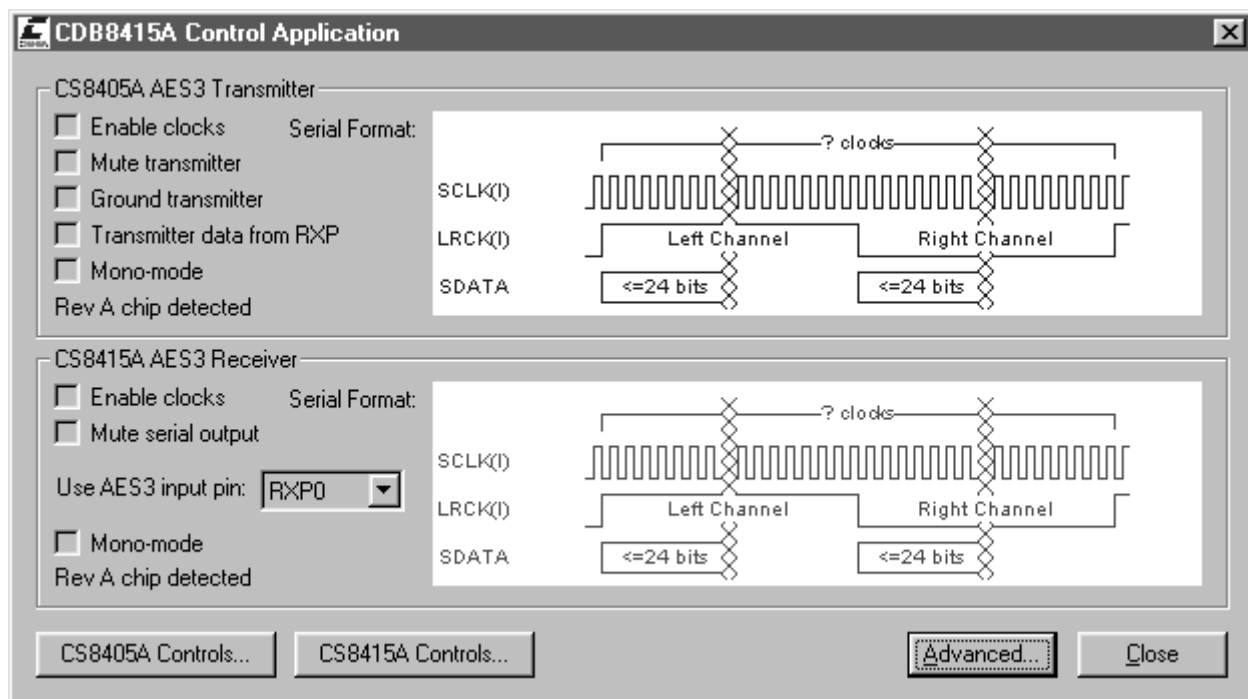 CDB8415A Control Application
CS8405A AES3 Transmitter
Enable clocks
Serial Format:
Mute transmitter
Ground transmitter
Transmitter data from RXP
Mono-mode
Rev A chip detected
? clocks
SCLK(I)
LRCK(I)
Left Channel
Right Channel
SDATA
<=24 bits
<=24 bits
CS8415A AES3 Receiver
Enable clocks
Serial Format:
Mute serial output
Use AES3 input pin:
RXP0
Mono-mode
Rev A chip detected
? clocks
SCLK(I)
LRCK(I)
Left Channel
Right Channel
SDATA
<=24 bits
<=24 bits
CS8405A Controls...
CS8415A Controls...
Advanced...
Close